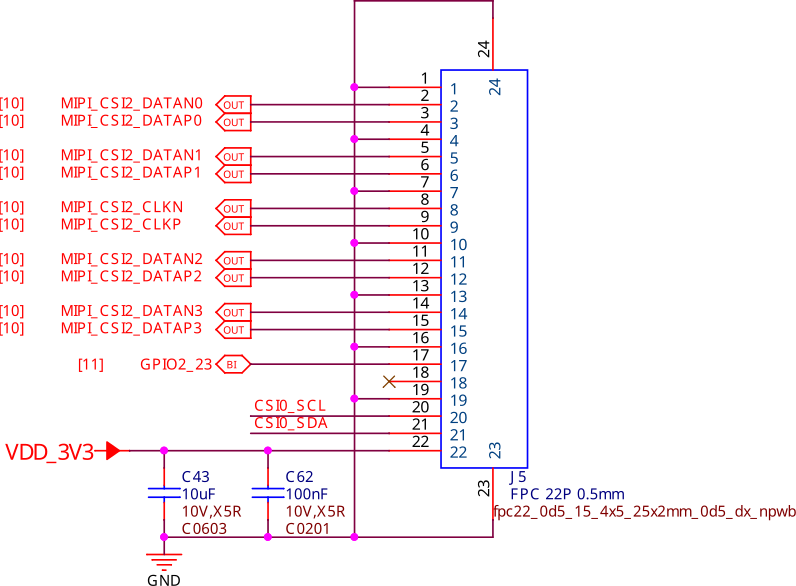 24
24
1 1
[10] MIPI_CSI2_DATAN0 OUT 2 2
[10] MIPI_CSI2_DATAP0 OUT 3 3
4 4
[10] MIPI_CSI2_DATAN1 OUT 5 5
[10] MIPI_CSI2_DATAP1 OUT 6 6
7 7
[10] MIPI_CSI2_CLKN OUT 8 8
[10] MIPI_CSI2_CLKP OUT 9 9
10 10
[10] MIPI_CSI2_DATAN2 OUT 11 11
[10] MIPI_CSI2_DATAP2 OUT 12 12
13 13
[10] MIPI_CSI2_DATAN3 OUT 14 14
[10] MIPI_CSI2_DATAP3 OUT 15 15
16 16
[11] GPIO2_23 BI 17 17
18 18
19 19
CSI0_SCL 20 20
CSI0_SDA 21 21
VDD_3V3 22 22
23
23
J5
FPC 22P 0.5mm
fpc22_0d5_15_4x5_25x2mm_0d5_dx_npwb
C43
10uF
10V,X5R
C0603
C62
100nF
10V,X5R
C0201
GND